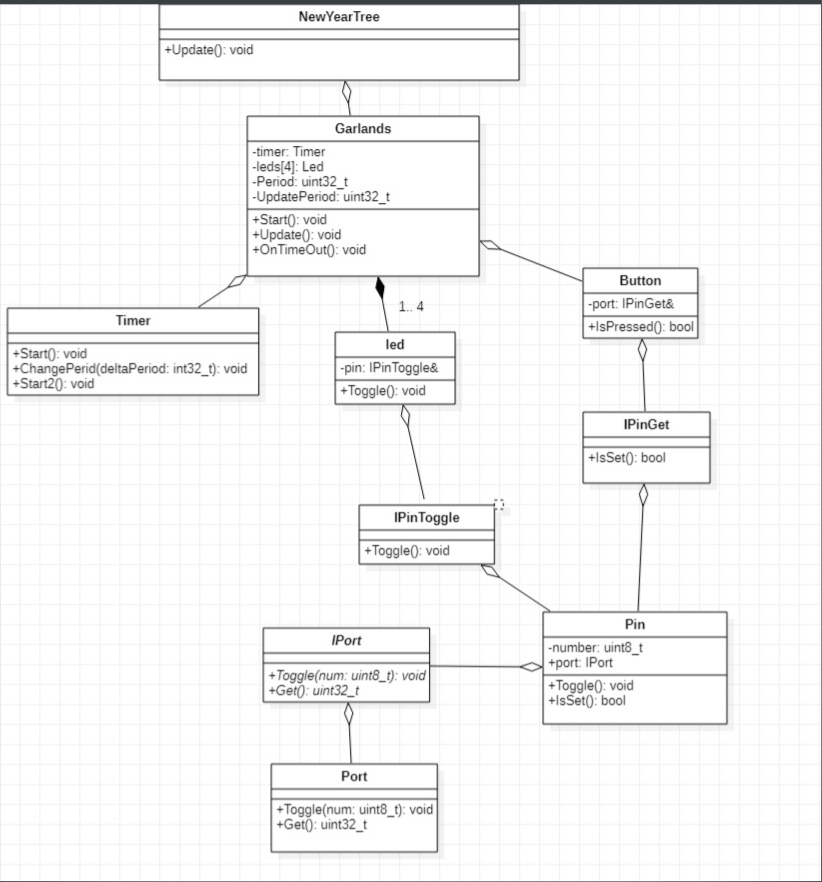 NewYearTree
+Update(): void
Garlands
-timer: Timer
-leds[4]: Led
-Period: uint32_t
-UpdatePeriod: uint32_t
+Start(): void
+Update(): void
+OnTimeOut(): void
Button
-port: IPinGet&
+IsPressed(): bool
1.. 4
Timer
+Start(): void
+ChangePerid(deltaPeriod: int32_t): void
+Start2(): void
led
-pin: IPinToggle&
+Toggle(): void
IPinGet
+IsSet(): bool
IPinToggle
+Toggle(): void
Pin
-number: uint8_t
+port: IPort
+Toggle(): void
+IsSet(): bool
IPort
+Toggle(num: uint8_t): void
+Get(): uint32_t
Port
+Toggle(num: uint8_t): void
+Get(): uint32_t